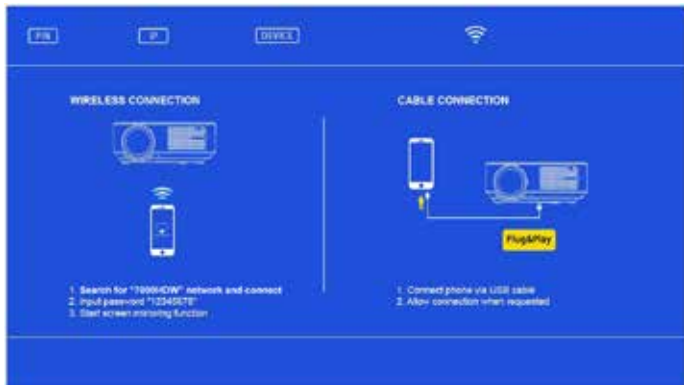 PIN
IP
DEVICE
WIRELESS CONNECTION
CABLE CONNECTION
Plug&Play
1. Search for network and connect
2. Input password "12345678"
3. Start screen mirroring function
1. Connect phone via USB cable
2. Allow connection when requested